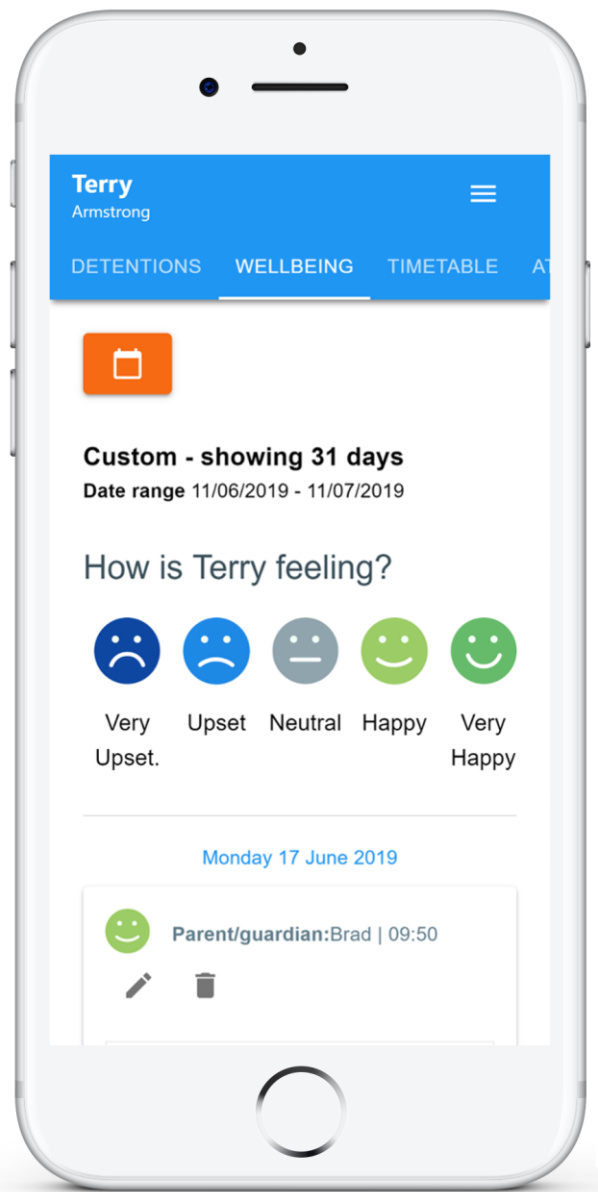 Terry
Armstrong
DETENTIONS WELLBEING TIMETABLE AT
Custom - showing 31 days
Date range 11/06/2019 - 11/07/2019
How is Terry feeling?
Very Upset Neutral Happy Very
Upset. Happy
Monday 17 June 2019
Parent/guardian:Brad | 09:50